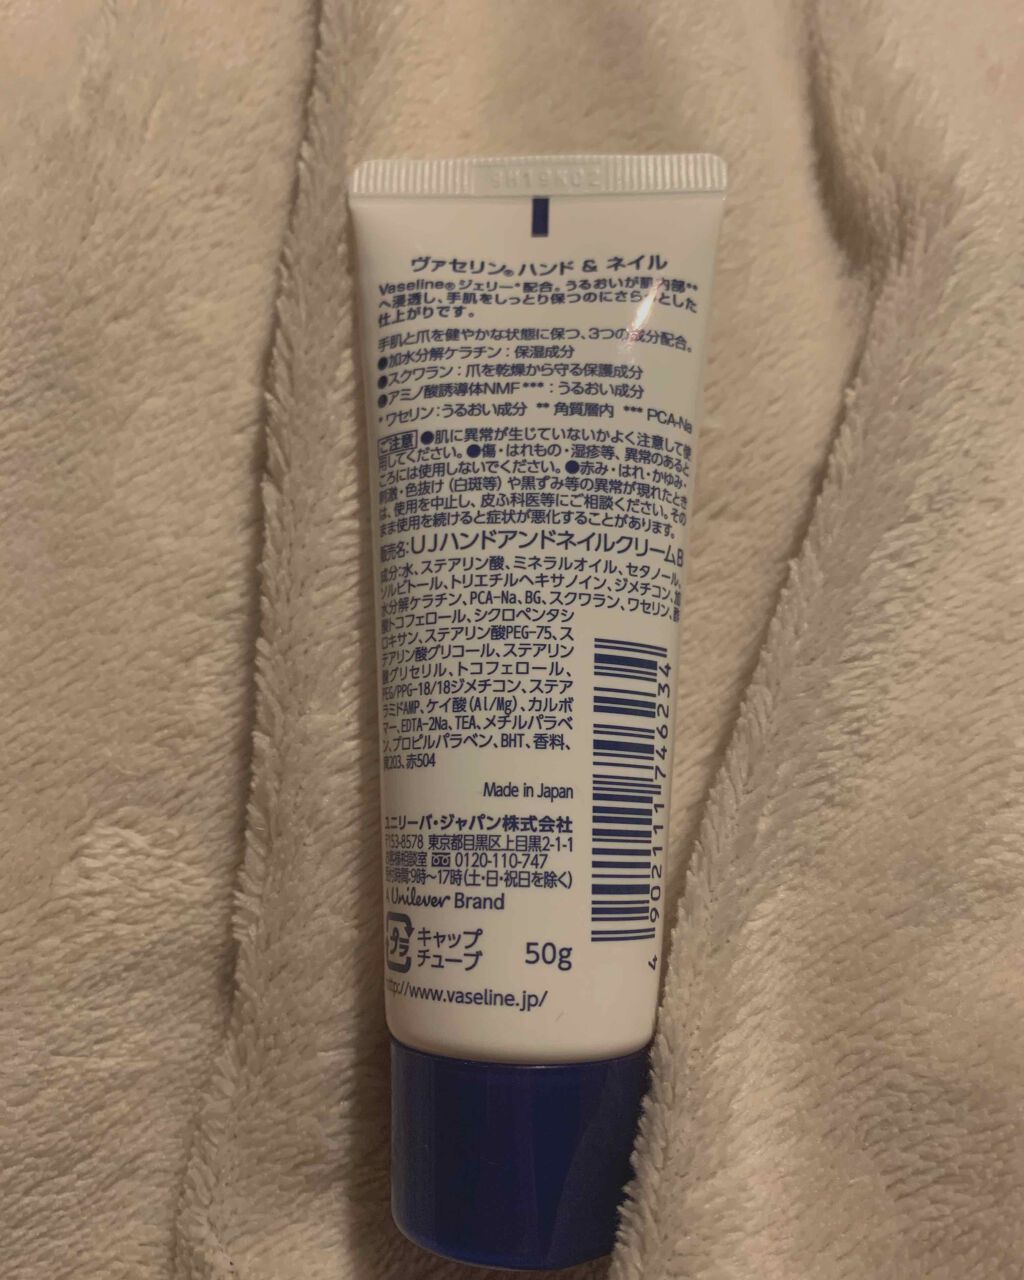 SH19K02
ヴァセリン® ハンド & ネイル
Vaseline® ジェリー*配合。うるおいが肌内部**
へ浸透し、手肌をしっとり保つのにさらっとした
仕上がりです。
手肌と爪を健やかな状態に保つ、3つの成分配合。
●加水分解ケラチン：保湿成分
●スクワラン：爪を乾燥から守る保護成分
●アミノ酸誘導体NMF***：うるおい成分
*ワセリン：うるおい成分 **角質層内 ***PCA-Na
ご注意 ●肌に異常が生じていないかよく注意して使
用してください。●傷・はれもの・湿疹等、異常のあると
ころには使用しないでください。●赤み・はれ・かゆみ・
刺激・色抜け（白斑等）や黒ずみ等の異常が現れたとき
は、使用を中止し、皮ふ科医等にご相談ください。その
まま使用を続けると症状が悪化することがあります。
販売名：UJハンドアンドネイルクリームB
成分：水、ステアリン酸、ミネラルオイル、セタノール、
ソルビトール、トリエチルヘキサノイン、ジメチコン、加
水分解ケラチン、PCA-Na、BG、スクワラン、ワセリン、酢
酸トコフェロール、シクロペンタシ
ロキサン、ステアリン酸PEG-75、ス
テアリン酸グリコール、ステアリン
酸グリセリル、トコフェロール、
PEG/PPG-18/18ジメチコン、ステア
ラミドAMP、ケイ酸(Al/Mg)、カルボ
マー、EDTA-2Na、TEA、メチルパラベ
ン、プロピルパラベン、BHT、香料、
黄203、赤504
Made in Japan
ユニリーバ・ジャパン株式会社
〒153-8578 東京都目黒区上目黒2-1-1
お客様相談室 0120-110-747
受付時間：9時〜17時（土・日・祝日を除く）
A Unilever Brand
プラ キャップ
チューブ
50g
http://www.vaseline.jp/
4 902111 746234